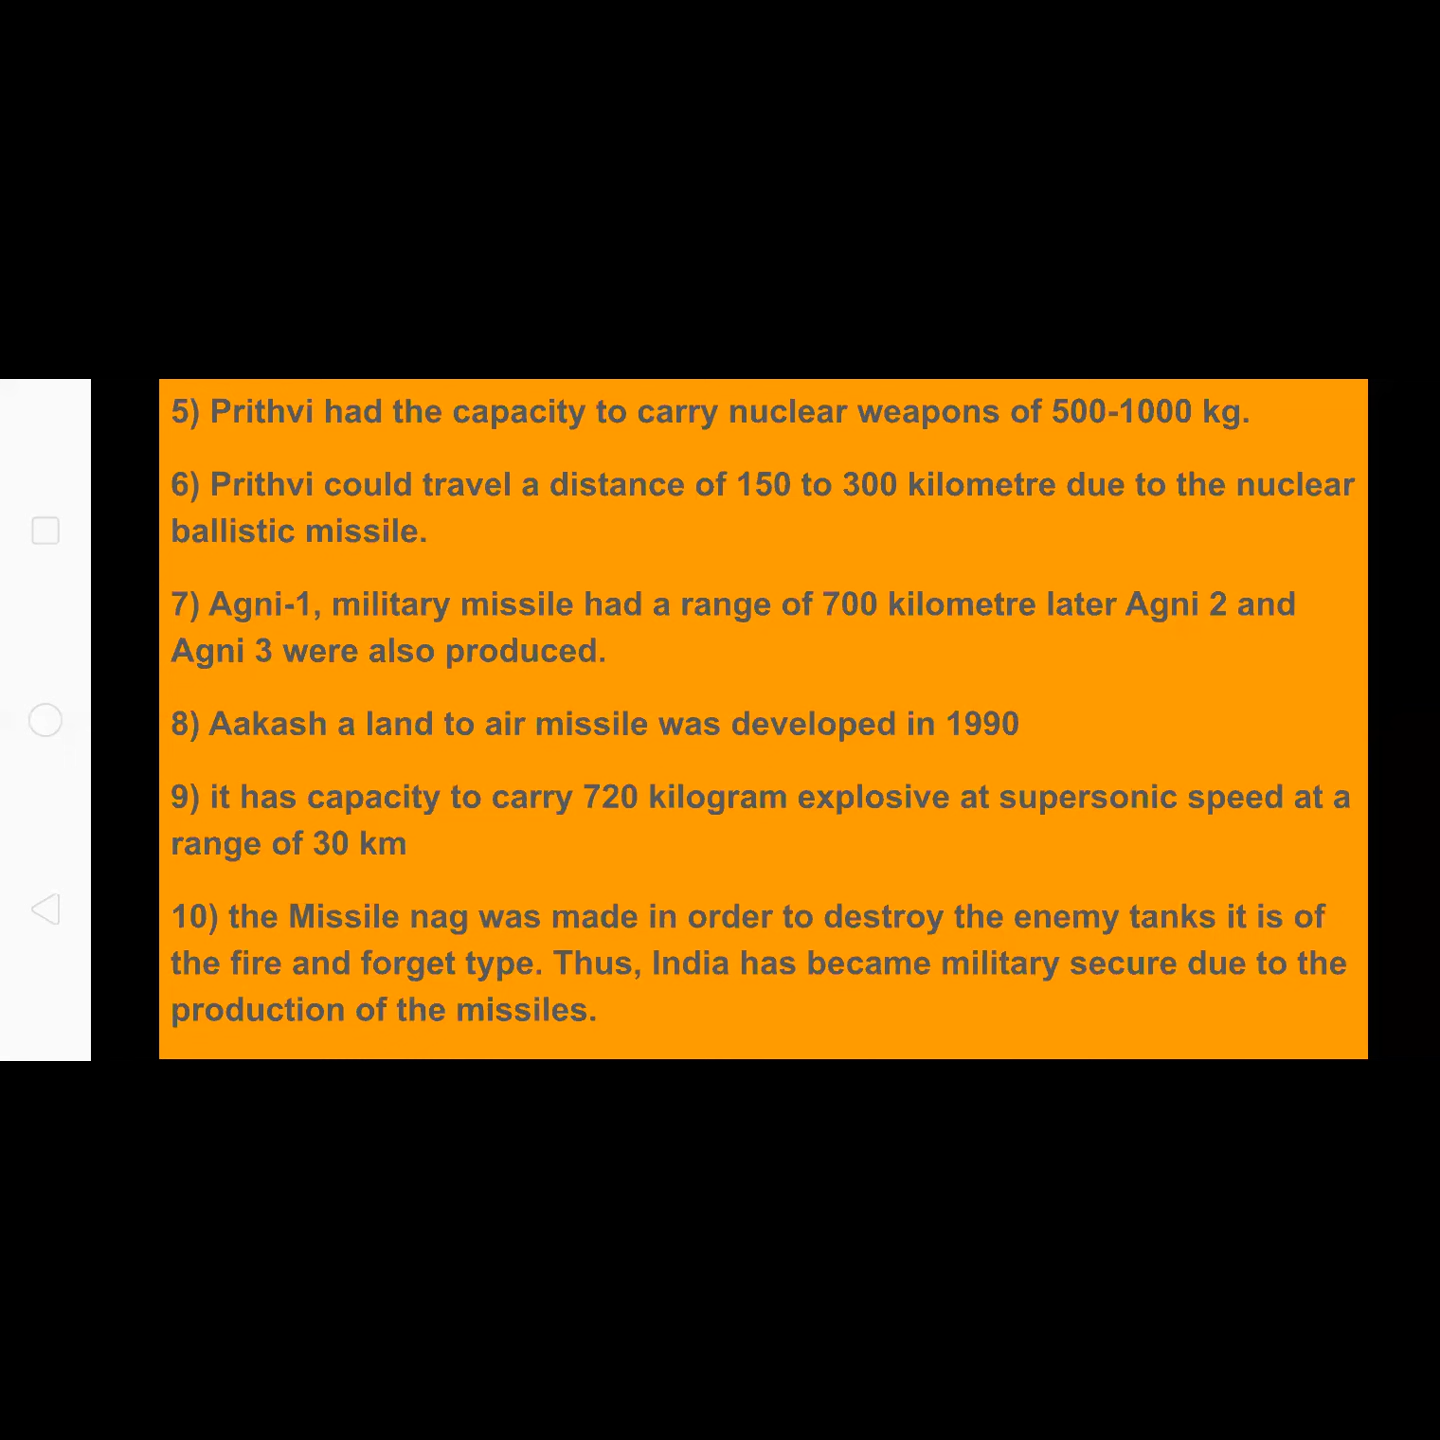 5) Prithvi had the capacity to carry nuclear weapons of 500-1000 kg.
6) Prithvi could travel a distance of 150 to 300 kilometre due to the nuclear
ballistic missile.
7) Agni-1, military missile had a range of 700 kilometre later Agni 2 and
Agni 3 were also produced.
8) Aakash a land to air missile was developed in 1990
9) it has capacity to carry 720 kilogram explosive at supersonic speed at a
range of 30 km
10) the Missile nag was made in order to destroy the enemy tanks it is of
the fire and forget type. Thus, India has became military secure due to the
production of the missiles.